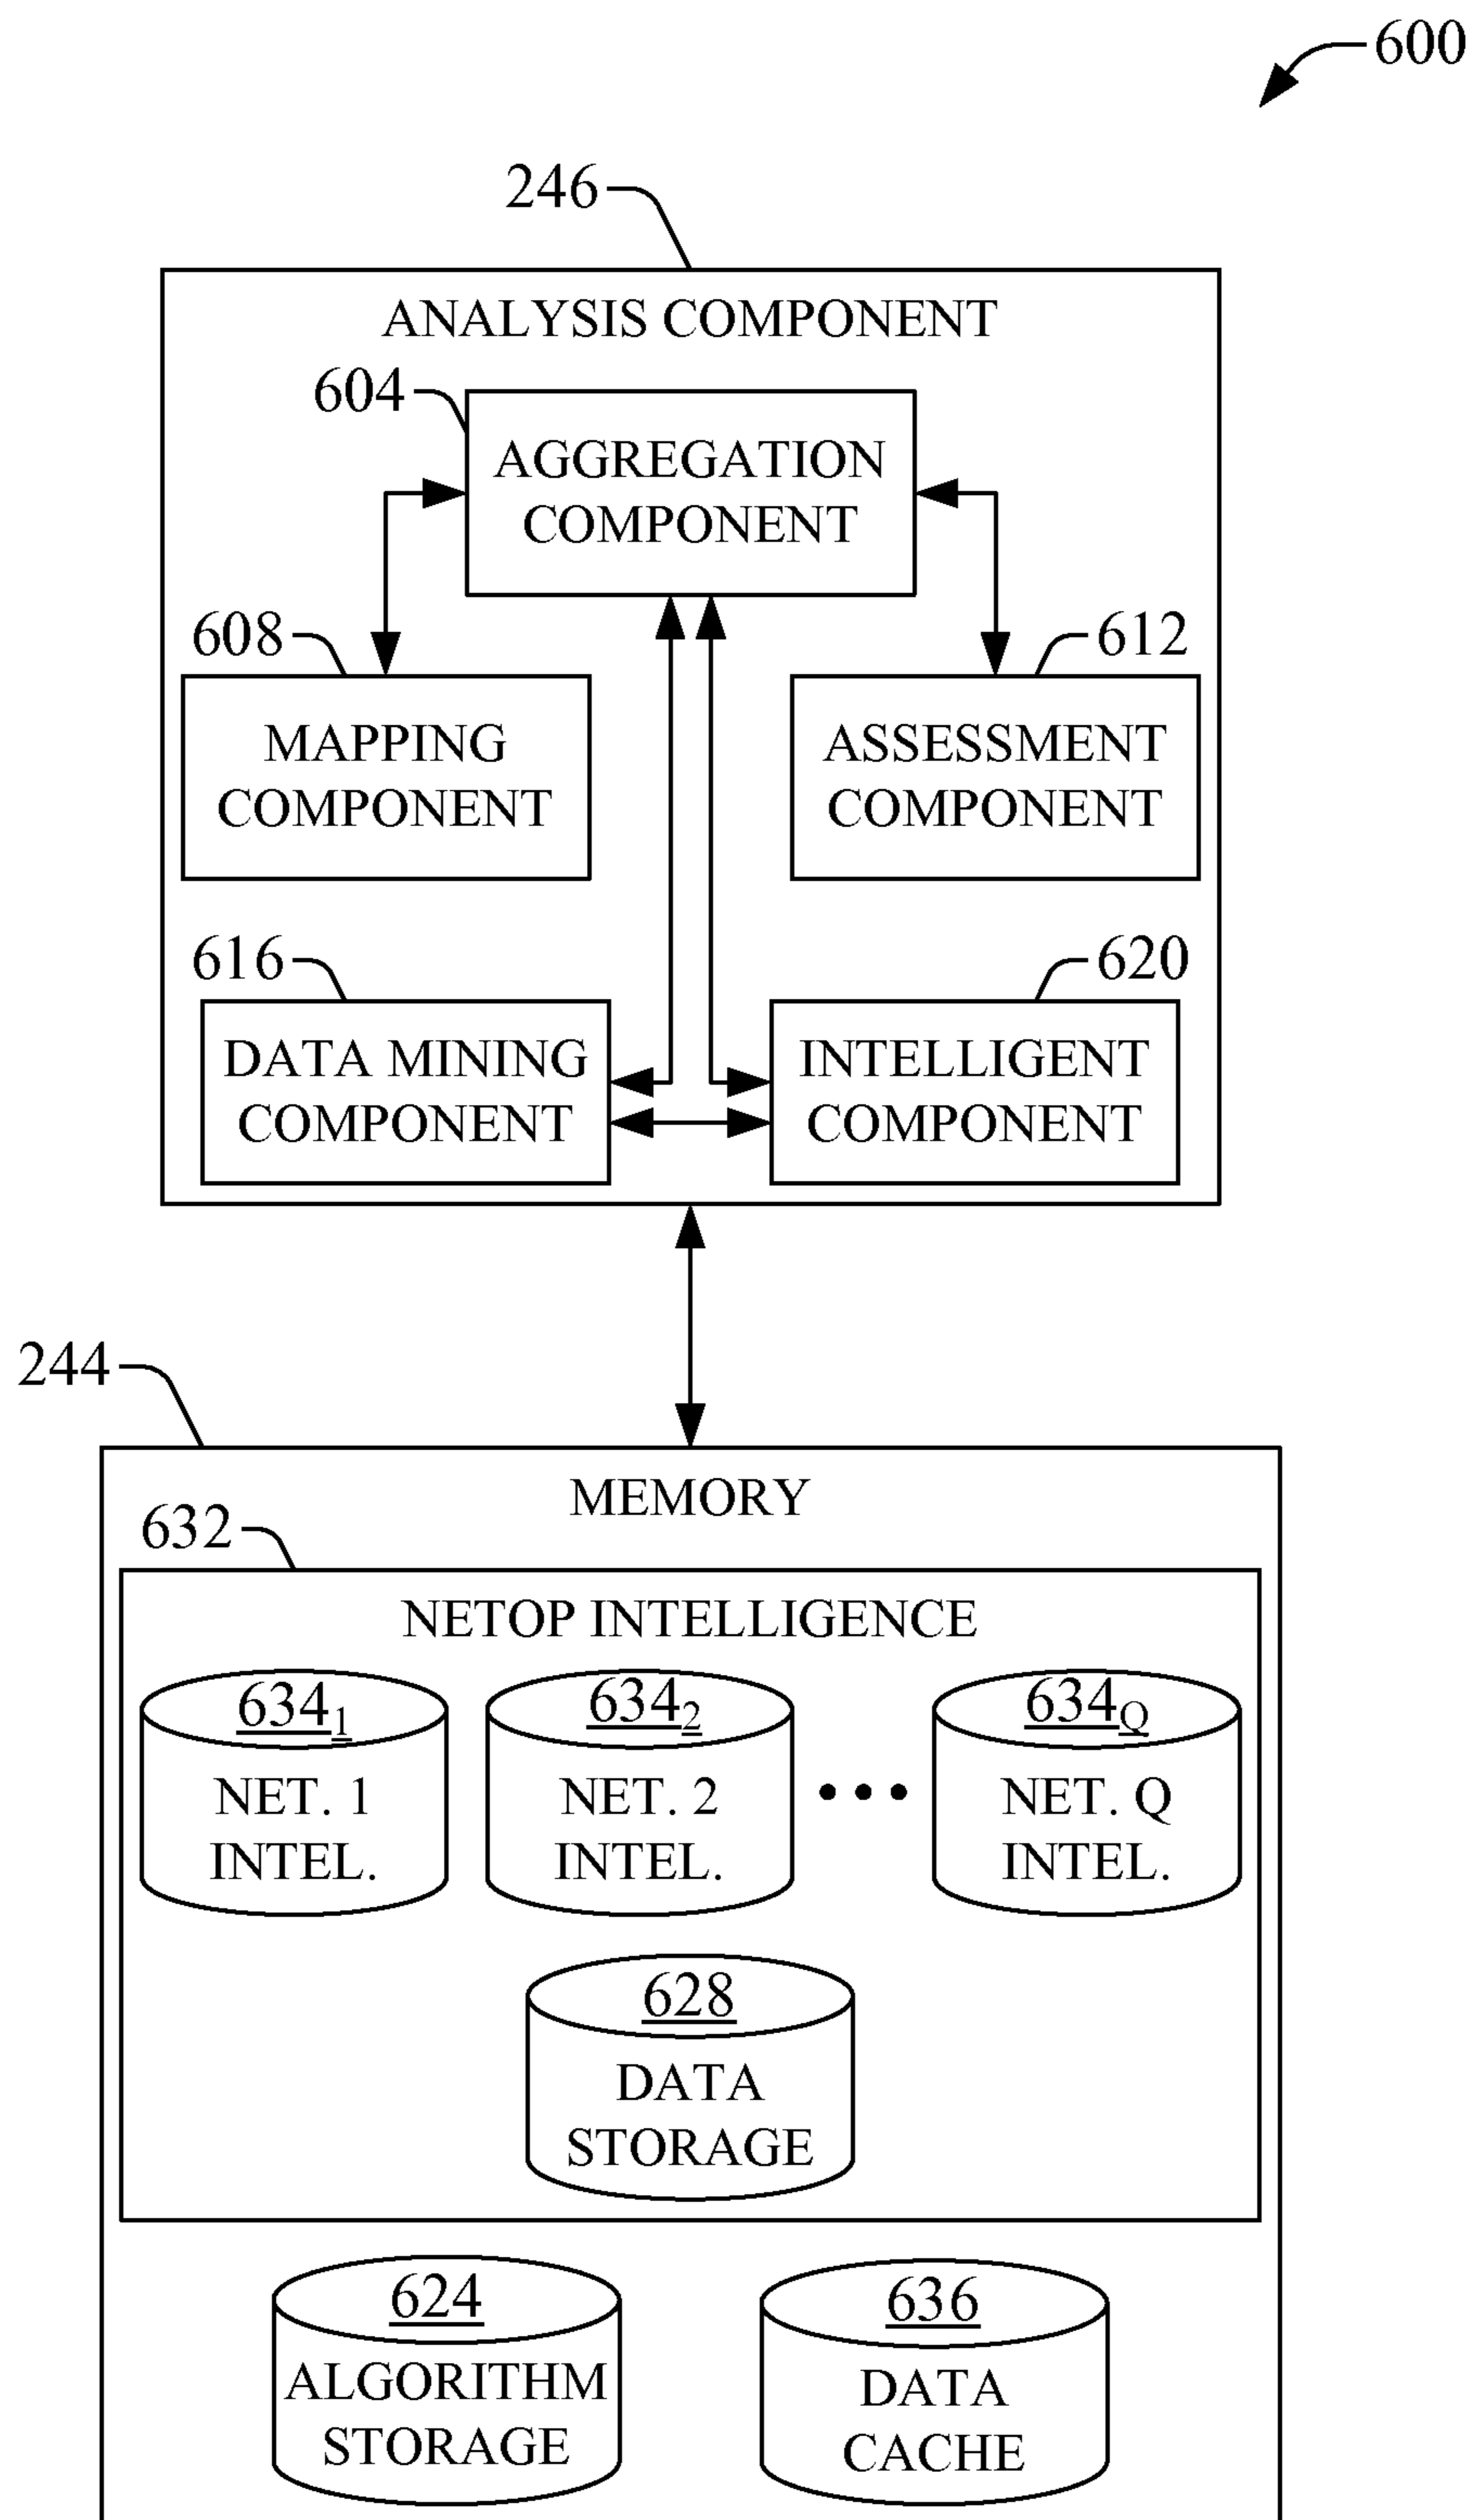 600
246
ANALYSIS COMPONENT
604
AGGREGATION
COMPONENT
608
612
MAPPING
COMPONENT
ASSESSMENT
COMPONENT
616
620
DATA MINING
COMPONENT
INTELLIGENT
COMPONENT
244
MEMORY
632
NETOP INTELLIGENCE
634₁
NET. 1
INTEL.
634₂
NET. 2
INTEL.
• • •
634Q
NET. Q
INTEL.
628
DATA
STORAGE
624
ALGORITHM
STORAGE
636
DATA
CACHE